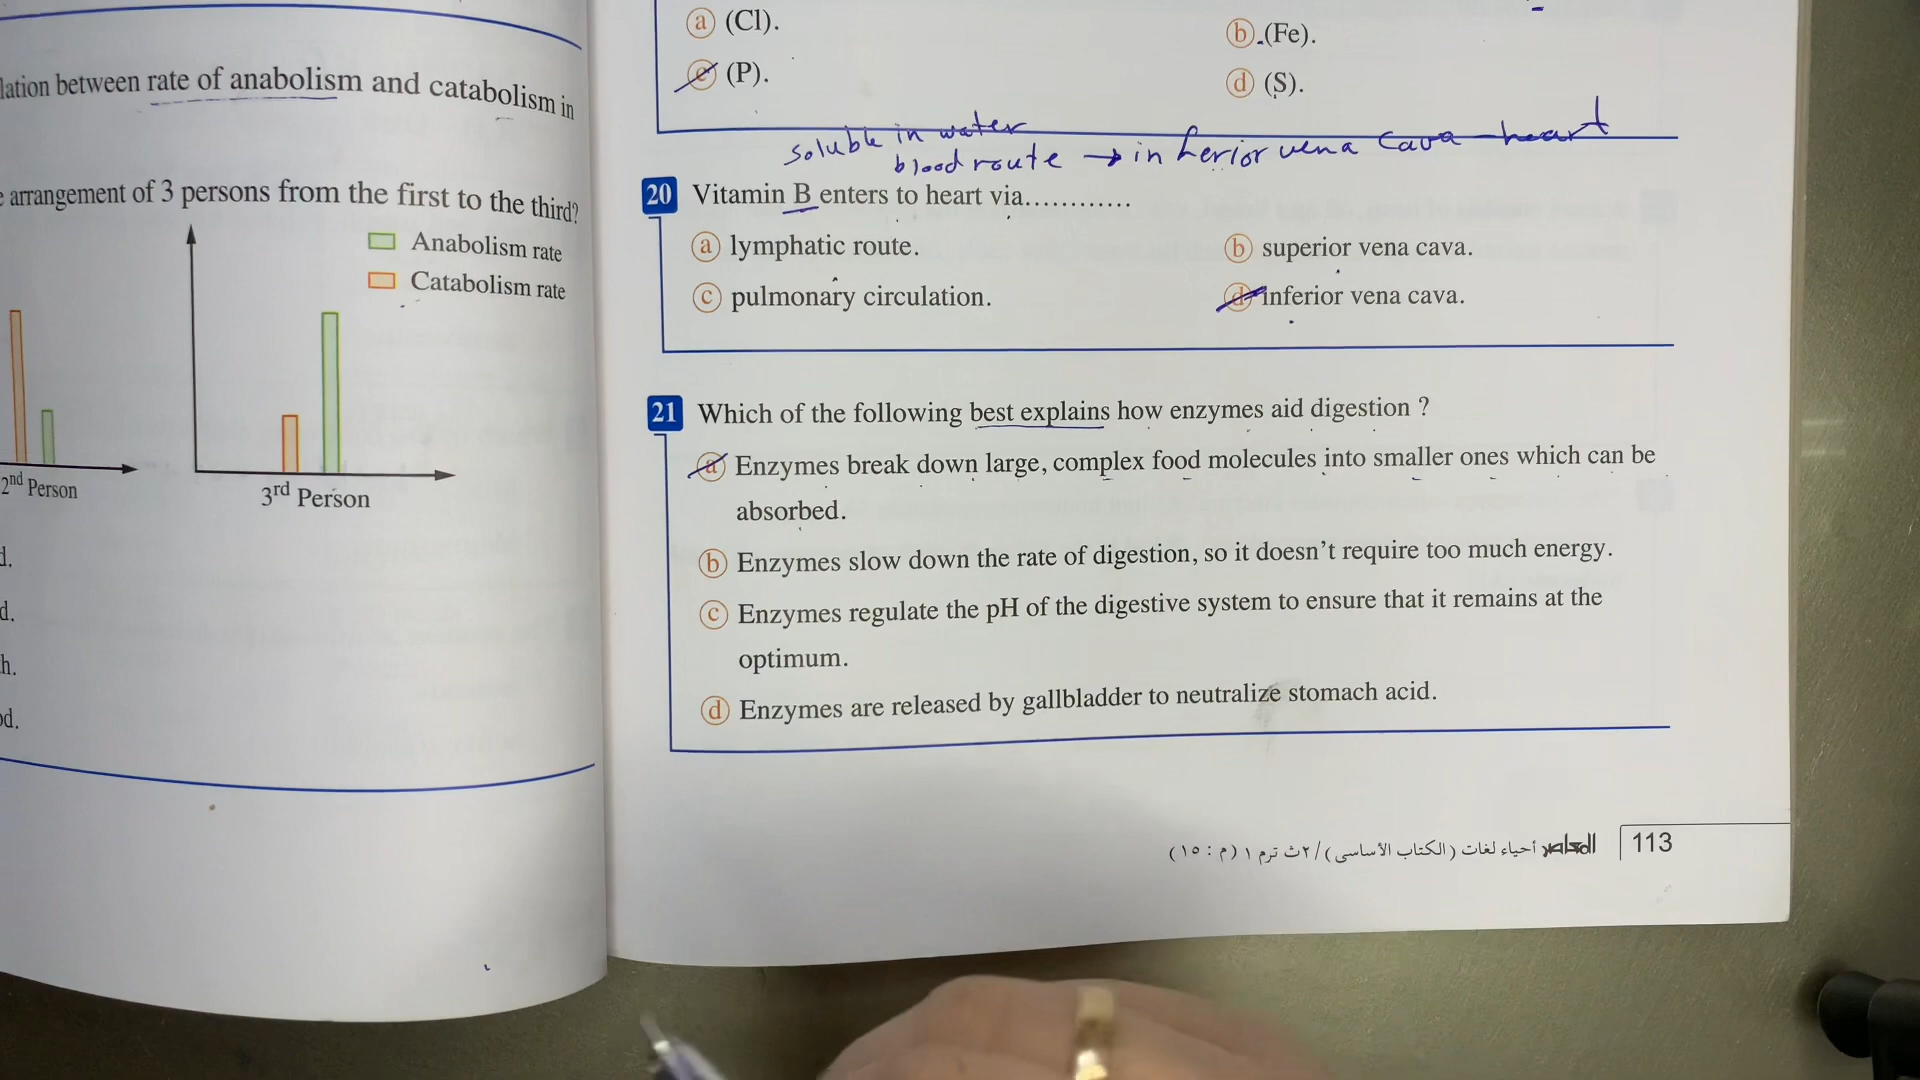 lation between rate of anabolism and catabolism in
arrangement of 3 persons from the first to the third?
Anabolism rate
Catabolism rate
2nd Person
3rd Person
d.
d.
h.
od.
a (Cl).
b (Fe).
c (P).
d (S).
soluble in water
blood route → inferior vena cava heart
20 Vitamin B enters to heart via............
a lymphatic route.
b superior vena cava.
c pulmonary circulation.
d inferior vena cava.
21 Which of the following best explains how enzymes aid digestion ?
a Enzymes break down large, complex food molecules into smaller ones which can be
absorbed.
b Enzymes slow down the rate of digestion, so it doesn't require too much energy.
c Enzymes regulate the pH of the digestive system to ensure that it remains at the
optimum.
d Enzymes are released by gallbladder to neutralize stomach acid.
المعاصر أحياء لغات (الكتاب الأساسى) / ٢ث ترم ١ (م : ١٥)
113